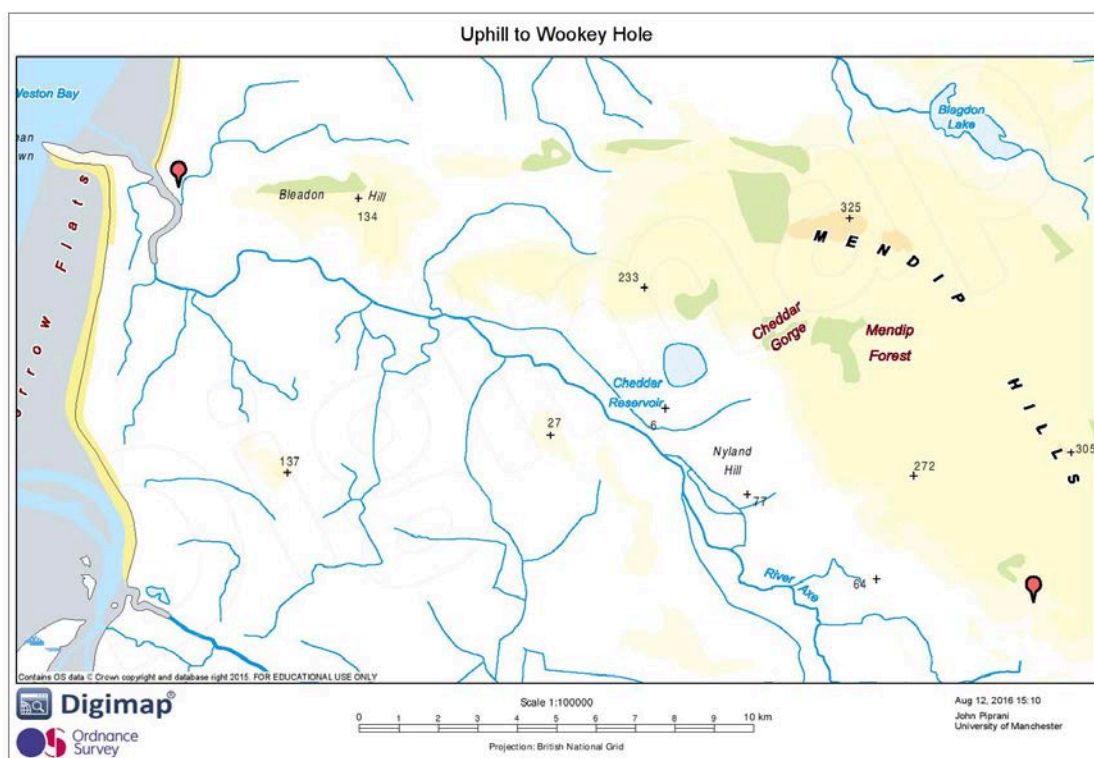 Uphill to Wookey Hole
Weston Bay
Blagdon
Lake
Bleadon Hill
134
325
MENDIP HILLS
233
Cheddar
Gorge
Mendip
Forest
Cheddar
Reservoir
6
27
Nyland
Hill
77
137
272
305
River Axe
64
Contains OS data © Crown copyright and database right 2015. FOR EDUCATIONAL USE ONLY
Digimap®
Ordnance
Survey
Scale 1:100000
0 1 2 3 4 5 6 7 8 9 10 km
Projection: British National Grid
Aug 12, 2016 15:10
John Piprani
University of Manchester